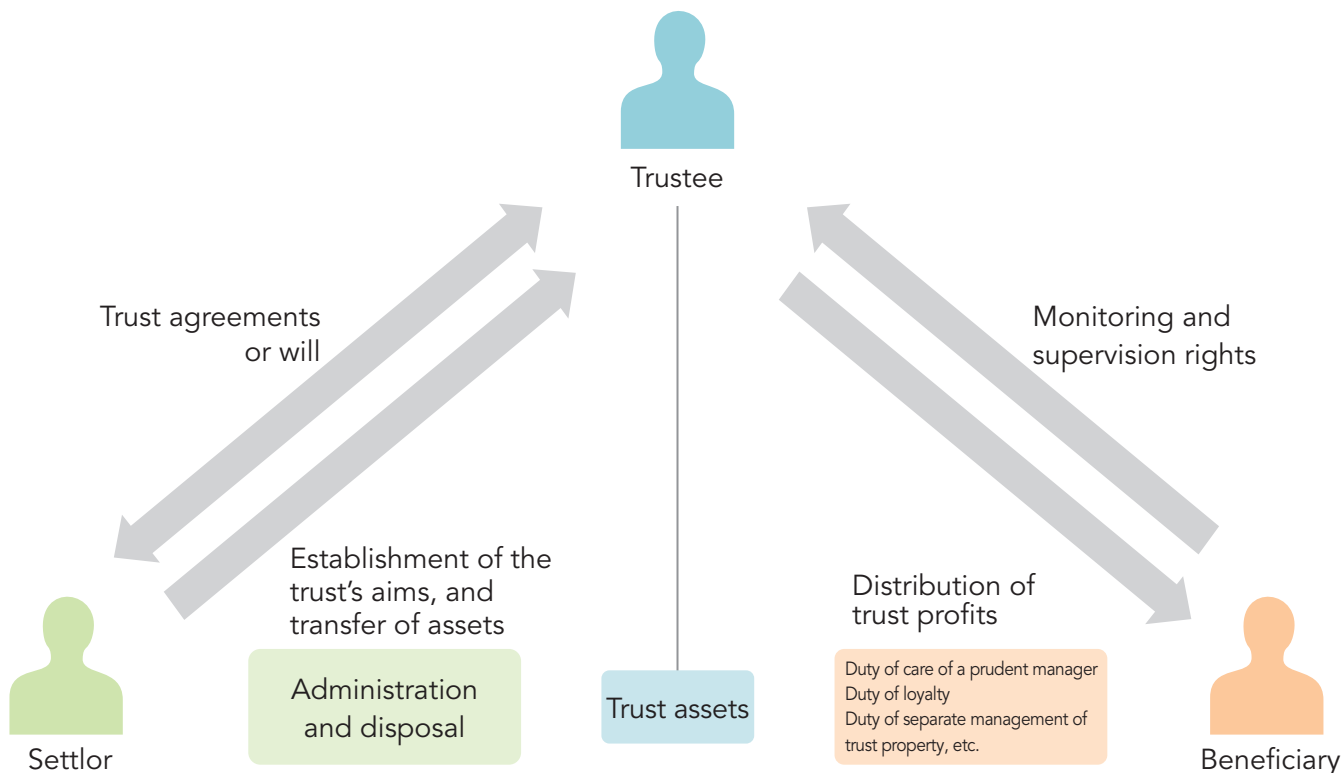 Trustee
Trust agreements
or will
Monitoring and
supervision rights
Establishment of the
trust’s aims, and
transfer of assets
Distribution of
trust profits
Administration
and disposal
Trust assets
Duty of care of a prudent manager
Duty of loyalty
Duty of separate management of
trust property, etc.
Settlor
Beneficiary